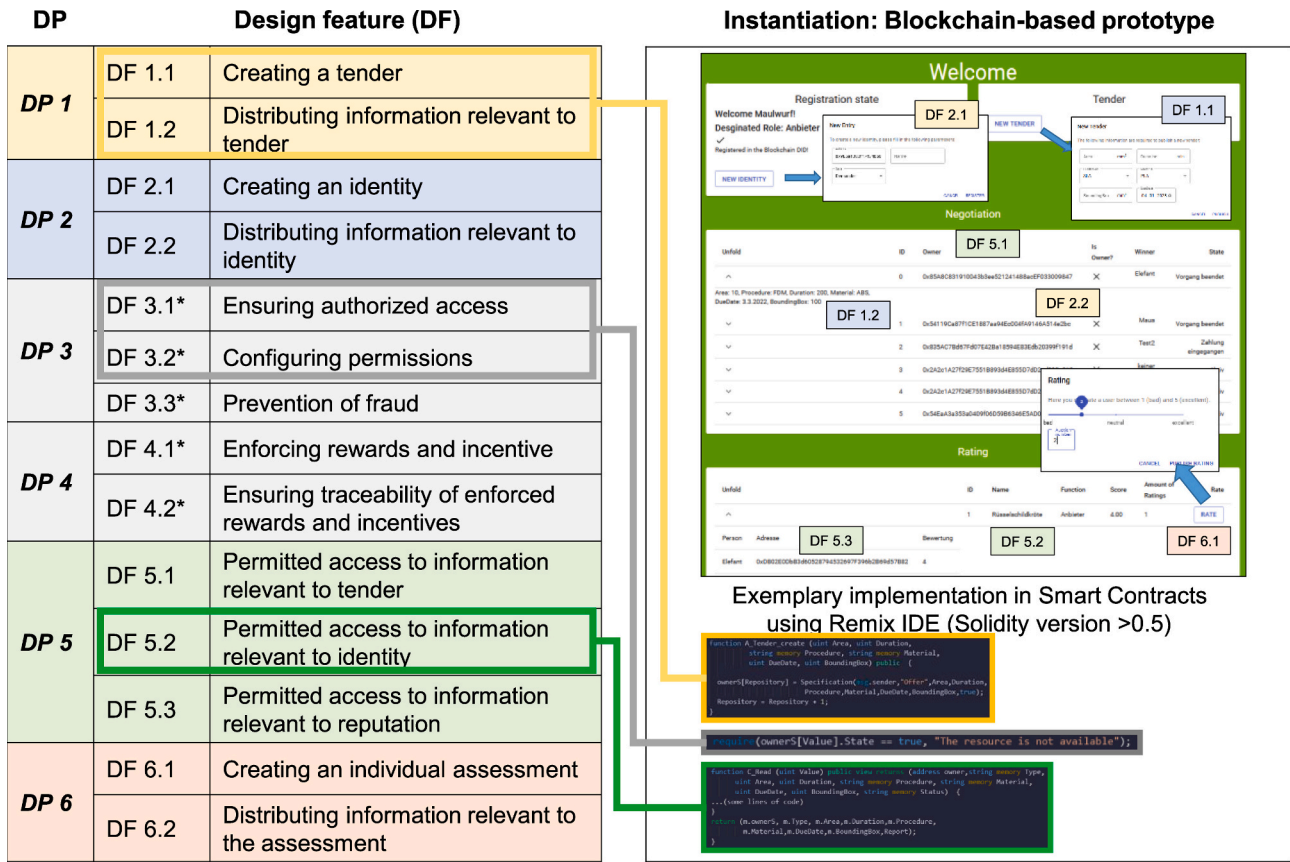 DP
Design feature (DF)
Instantiation: Blockchain-based prototype
DP 1
DF 1.1
Creating a tender
DF 1.2
Distributing information relevant to
tender
DP 2
DF 2.1
Creating an identity
DF 2.2
Distributing information relevant to
identity
DP 3
DF 3.1*
Ensuring authorized access
DF 3.2*
Configuring permissions
DF 3.3*
Prevention of fraud
DP 4
DF 4.1*
Enforcing rewards and incentive
DF 4.2*
Ensuring traceability of enforced
rewards and incentives
DP 5
DF 5.1
Permitted access to information
relevant to tender
DF 5.2
Permitted access to information
relevant to identity
DF 5.3
Permitted access to information
relevant to reputation
DP 6
DF 6.1
Creating an individual assessment
DF 6.2
Distributing information relevant to
the assessment
Welcome
Registration state
Welcome Maulwurf!
Desginated Role: Anbieter
Registered in the Blockchain DID!
NEW IDENTITY
DF 2.1
New Entry
CANCEL REGISTER
Tender
NEW TENDER
DF 1.1
New Tender
Negotiation
DF 5.1
Unfold ID Owner Is Owner? Winner State
0 Elefant Vorgang beendet
Area: 10, Procedure: FDM, Duration: 200, Material: ABS,
DueDate: 3.3.2022, BoundingBox: 100
DF 1.2
DF 2.2
1 Maus Vorgang beendet
2 Test2 Zahlung
eingegangen
3
4
5
Rating
bad neutral excellent
CANCEL PUBLISH RATING
Rating
Unfold ID Name Function Score Amount of Ratings Rate
1 Rüsselschildkröte Anbieter 4.00 1 RATE
DF 5.3
DF 5.2
DF 6.1
Person Adresse Bewertung
Elefant 4
Exemplary implementation in Smart Contracts
using Remix IDE (Solidity version >0.5)
function A_Tender_create (uint Area, uint Duration,
string memory Procedure, string memory Material,
uint DueDate, uint BoundingBox) public {
ownerS[Repository] = Specification(msg.sender,"Offer",Area,Duration,
Procedure,Material,DueDate,BoundingBox,true);
Repository = Repository + 1;
}
require(ownerS[Value].State == true, "The resource is not available");
function C_Read (uint Value) public view returns (address owner,string memory Type,
uint Area, uint Duration, string memory Procedure, string memory Material,
uint DueDate, uint BoundingBox, string memory Status) {
...(some lines of code)
}
return (m.ownerS, m.Type, m.Area,m.Duration,m.Procedure,
m.Material,m.DueDate,m.BoundingBox,Report);
}